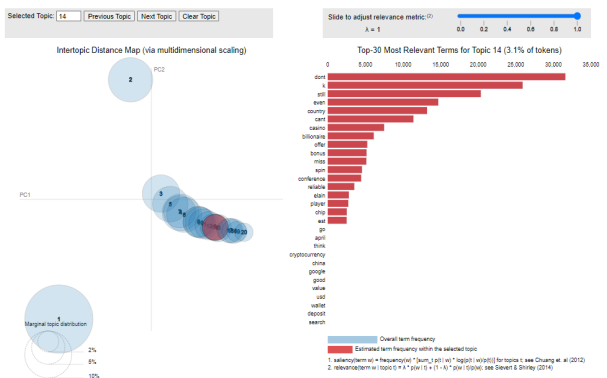 Selected Topic: 14 Previous Topic Next Topic Clear Topic
Slide to adjust relevance metric:(2)
λ = 1
0.0 0.2 0.4 0.6 0.8 1.0
Intertopic Distance Map (via multidimensional scaling)
PC2
PC1
2
3
5
20
1
Marginal topic distribution
2%
5%
10%
Top-30 Most Relevant Terms for Topic 14 (3.1% of tokens)
0 5,000 10,000 15,000 20,000 25,000 30,000 35,000
dont
k
still
even
country
cant
casino
billionaire
offer
bonus
miss
spin
conference
reliable
elain
player
chip
eat
go
april
think
cryptocurrency
china
google
good
value
usd
wallet
deposit
search
Overall term frequency
Estimated term frequency within the selected topic
1. saliency(term w) = frequency(w) * [sum_t p(t | w) * log(p(t | w)/p(t))] for topics t; see Chuang et. al (2012)
2. relevance(term w | topic t) = λ * p(w | t) + (1 - λ) * p(w | t)/p(w); see Sievert & Shirley (2014)